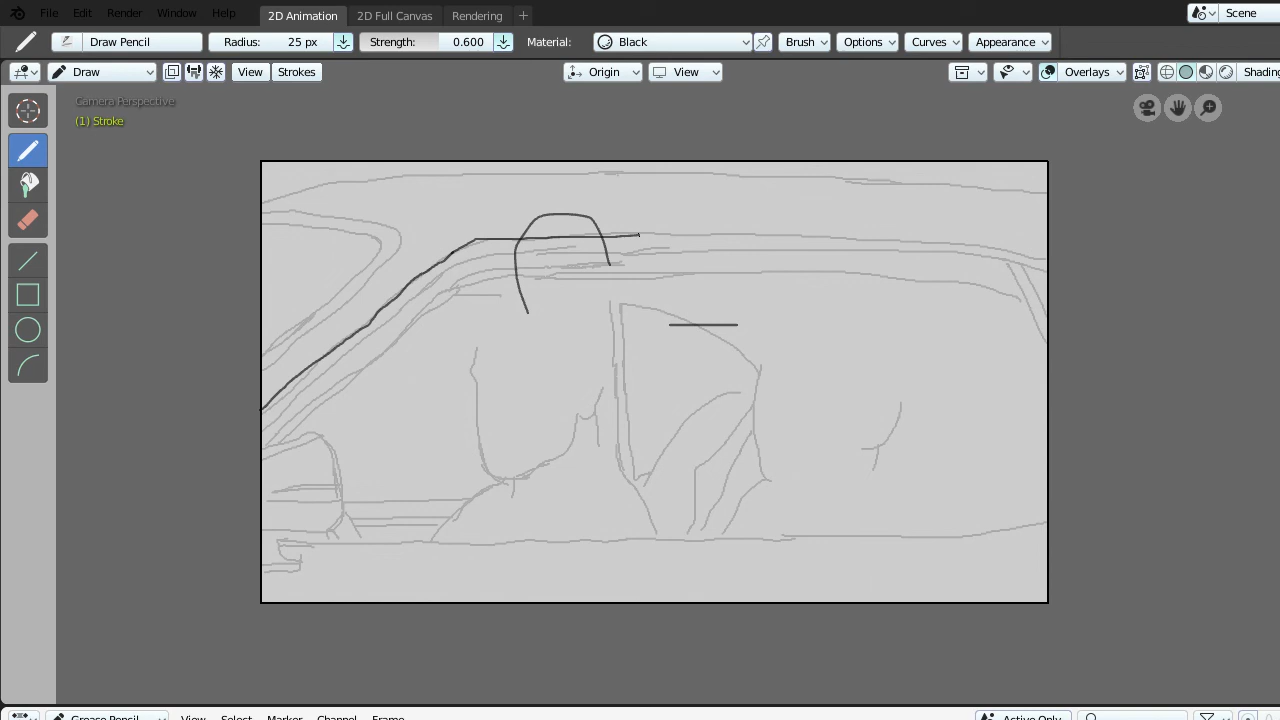 File Edit Render Window Help 2D Animation 2D Full Canvas Rendering + Scene
Draw Pencil Radius: 25 px Strength: 0.600 Material: Black Brush Options Curves Appearance
Draw View Strokes Origin View Overlays Shading
Camera Perspective
(1) Stroke
Grease Pencil View Select Marker Channel Frame Active Only